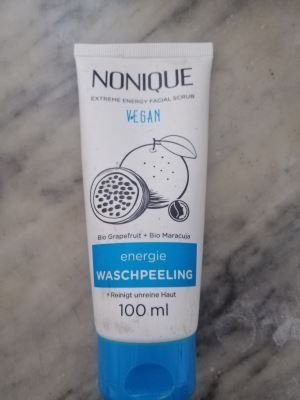 NONIQUE
EXTREME ENERGY FACIAL SCRUB
VEGAN
Bio Grapefruit + Bio Maracuja
energie
WASCHPEELING
• Reinigt unreine Haut
100 ml